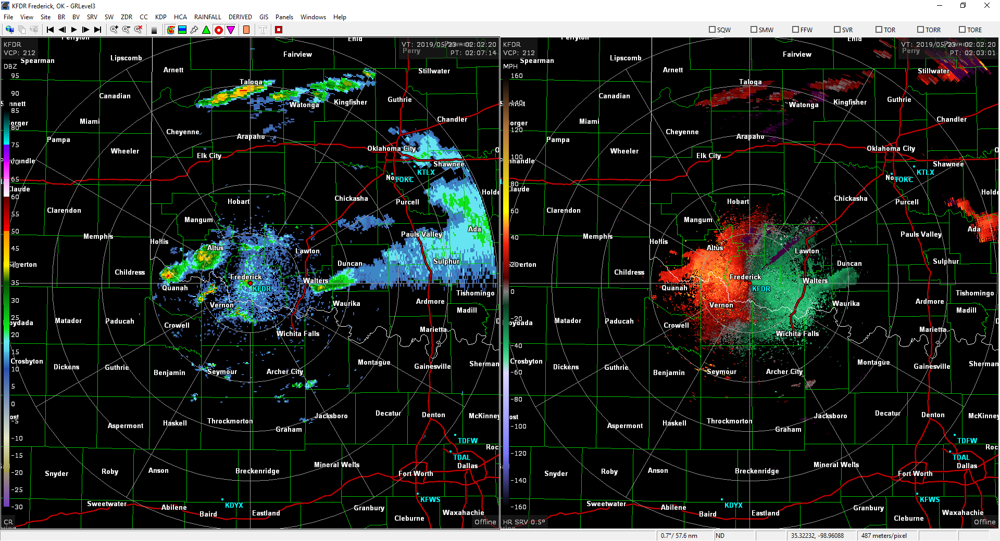 KFDR Frederick, OK - GRLevel3
File View Site BR BV SRV SW ZDR CC KDP HCA RAINFALL DERIVED GIS Panels Windows Help
SQW SMW FFW SVR TOR TORR TORE
KFDR
VCP: 212
VT: 2019/05/23 02:02:20
PT: 02:07:14
DBZ
95
90
85
80
75
70
65
60
55
50
45
40
35
30
25
20
15
10
5
0
-5
-10
-15
-20
-25
-30
Perryton
Enid
Perry
Spearman
Lipscomb
Fairview
Arnett
Stillwater
Taloga
Canadian
Guthrie
Kingfisher
Watonga
Miami
Chandler
Cheyenne
Arapaho
Pampa
Oklahoma City
Wheeler
Elk City
Shawnee
KTLX
TOKC
Claude
Hobart
Chickasha
Purcell
Clarendon
Mangum
Ada
Pauls Valley
Memphis
Hollis
Altus
Lawton
Sulphur
Duncan
Childress
Frederick
Walters
Quanah
KFDR
Tishomingo
Vernon
Waurika
Ardmore
Madill
Matador
Paducah
Crowell
Marietta
Wichita Falls
Crosbyton
Montague
Sherman
Dickens
Guthrie
Gainesville
Benjamin
Seymour
Archer City
Decatur
Denton
McKinney
Jacksboro
Throckmorton
Haskell
Aspermont
Graham
TDFW
TDAL
Dallas
Mineral Wells
Snyder
Roby
Anson
Breckenridge
Fort Worth
KFWS
Sweetwater
KDYX
Abilene
Granbury
Baird
Eastland
Waxahachie
Cleburne
CR
Offline
KFDR
VCP: 212
VT: 2019/05/23 02:02:20
PT: 02:03:01
MPH
160
140
120
100
80
60
40
20
0
-20
-40
-60
-80
-100
-120
-140
-160
Perryton
Enid
Perry
Spearman
Lipscomb
Fairview
Arnett
Stillwater
Taloga
Canadian
Guthrie
Kingfisher
Watonga
Miami
Chandler
Cheyenne
Arapaho
Pampa
Oklahoma City
Wheeler
Elk City
Shawnee
KTLX
TOKC
Claude
Hobart
Chickasha
Purcell
Clarendon
Mangum
Ada
Pauls Valley
Memphis
Hollis
Altus
Lawton
Sulphur
Duncan
Childress
Frederick
Walters
Quanah
KFDR
Tishomingo
Vernon
Waurika
Ardmore
Madill
Matador
Paducah
Crowell
Marietta
Wichita Falls
Crosbyton
Montague
Sherman
Dickens
Guthrie
Gainesville
Benjamin
Seymour
Archer City
Decatur
Denton
McKinney
Jacksboro
Throckmorton
Haskell
Aspermont
Graham
TDFW
TDAL
Dallas
Mineral Wells
Snyder
Roby
Anson
Breckenridge
Fort Worth
KFWS
Sweetwater
KDYX
Abilene
Granbury
Baird
Eastland
Waxahachie
Cleburne
HR SRV 0.5°
Offline
0.7°/ 57.6 nm ND 35.32232, -98.96088 487 meters/pixel